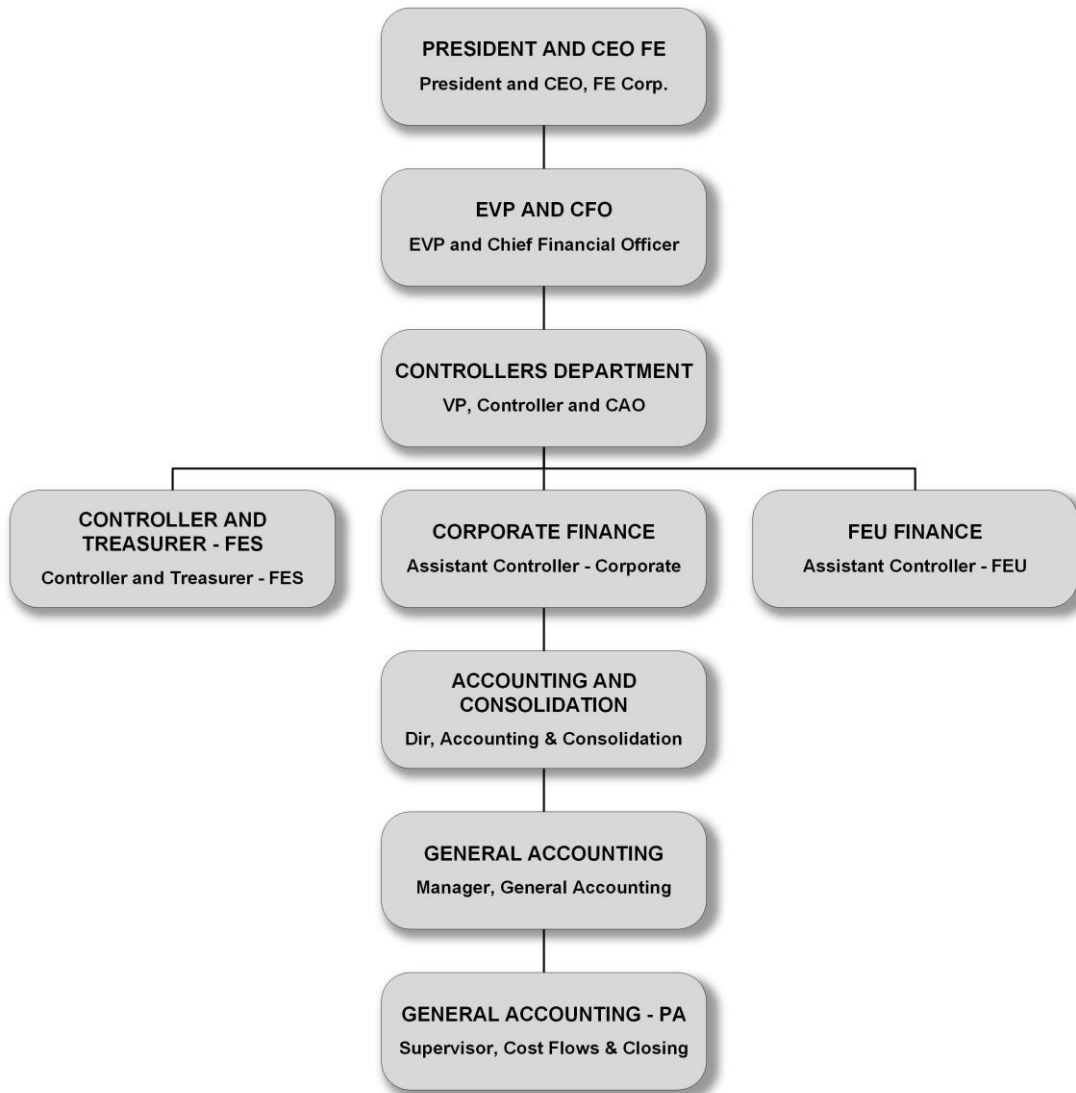 PRESIDENT AND CEO FE
President and CEO, FE Corp.
EVP AND CFO
EVP and Chief Financial Officer
CONTROLLERS DEPARTMENT
VP, Controller and CAO
CONTROLLER AND
TREASURER - FES
Controller and Treasurer - FES
CORPORATE FINANCE
Assistant Controller - Corporate
FEU FINANCE
Assistant Controller - FEU
ACCOUNTING AND
CONSOLIDATION
Dir, Accounting & Consolidation
GENERAL ACCOUNTING
Manager, General Accounting
GENERAL ACCOUNTING - PA
Supervisor, Cost Flows & Closing